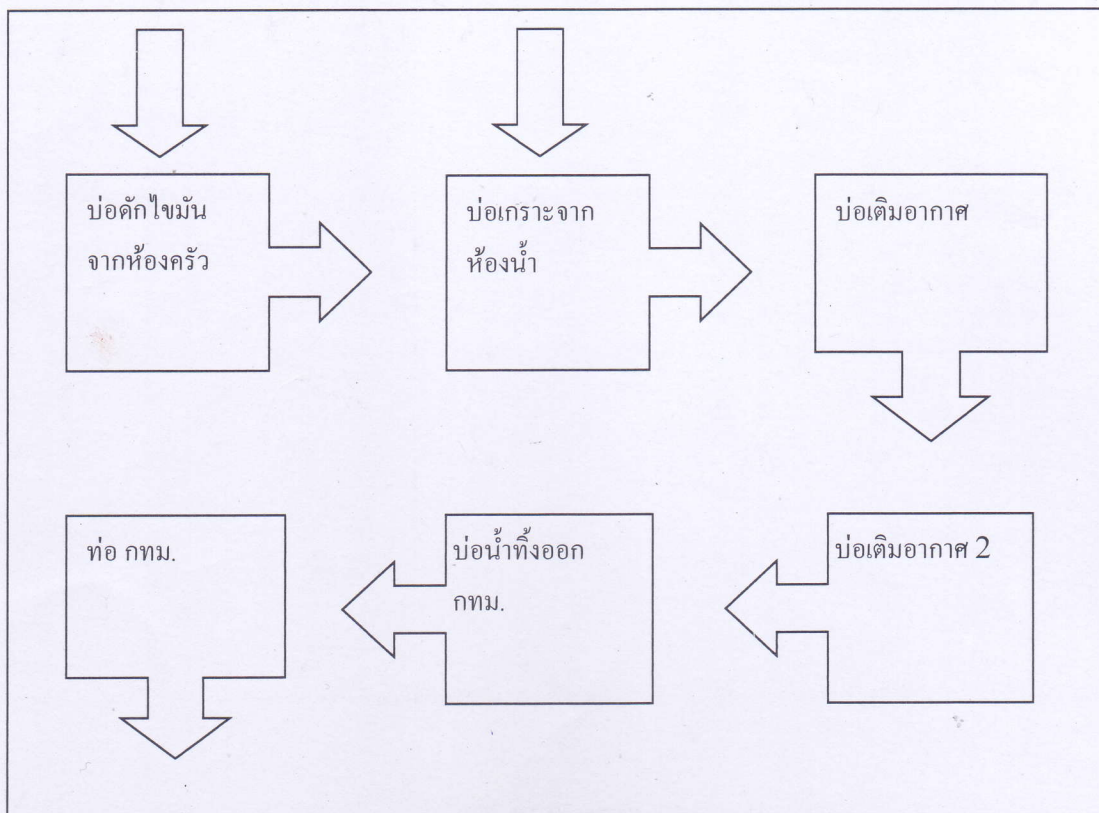 บ่อดักไขมัน
จากห้องครัว
บ่อเกราะจาก
ห้องน้ำ
บ่อเติมอากาศ
ท่อ กทม.
บ่อน้ำทิ้งออก
กทม.
บ่อเติมอากาศ 2